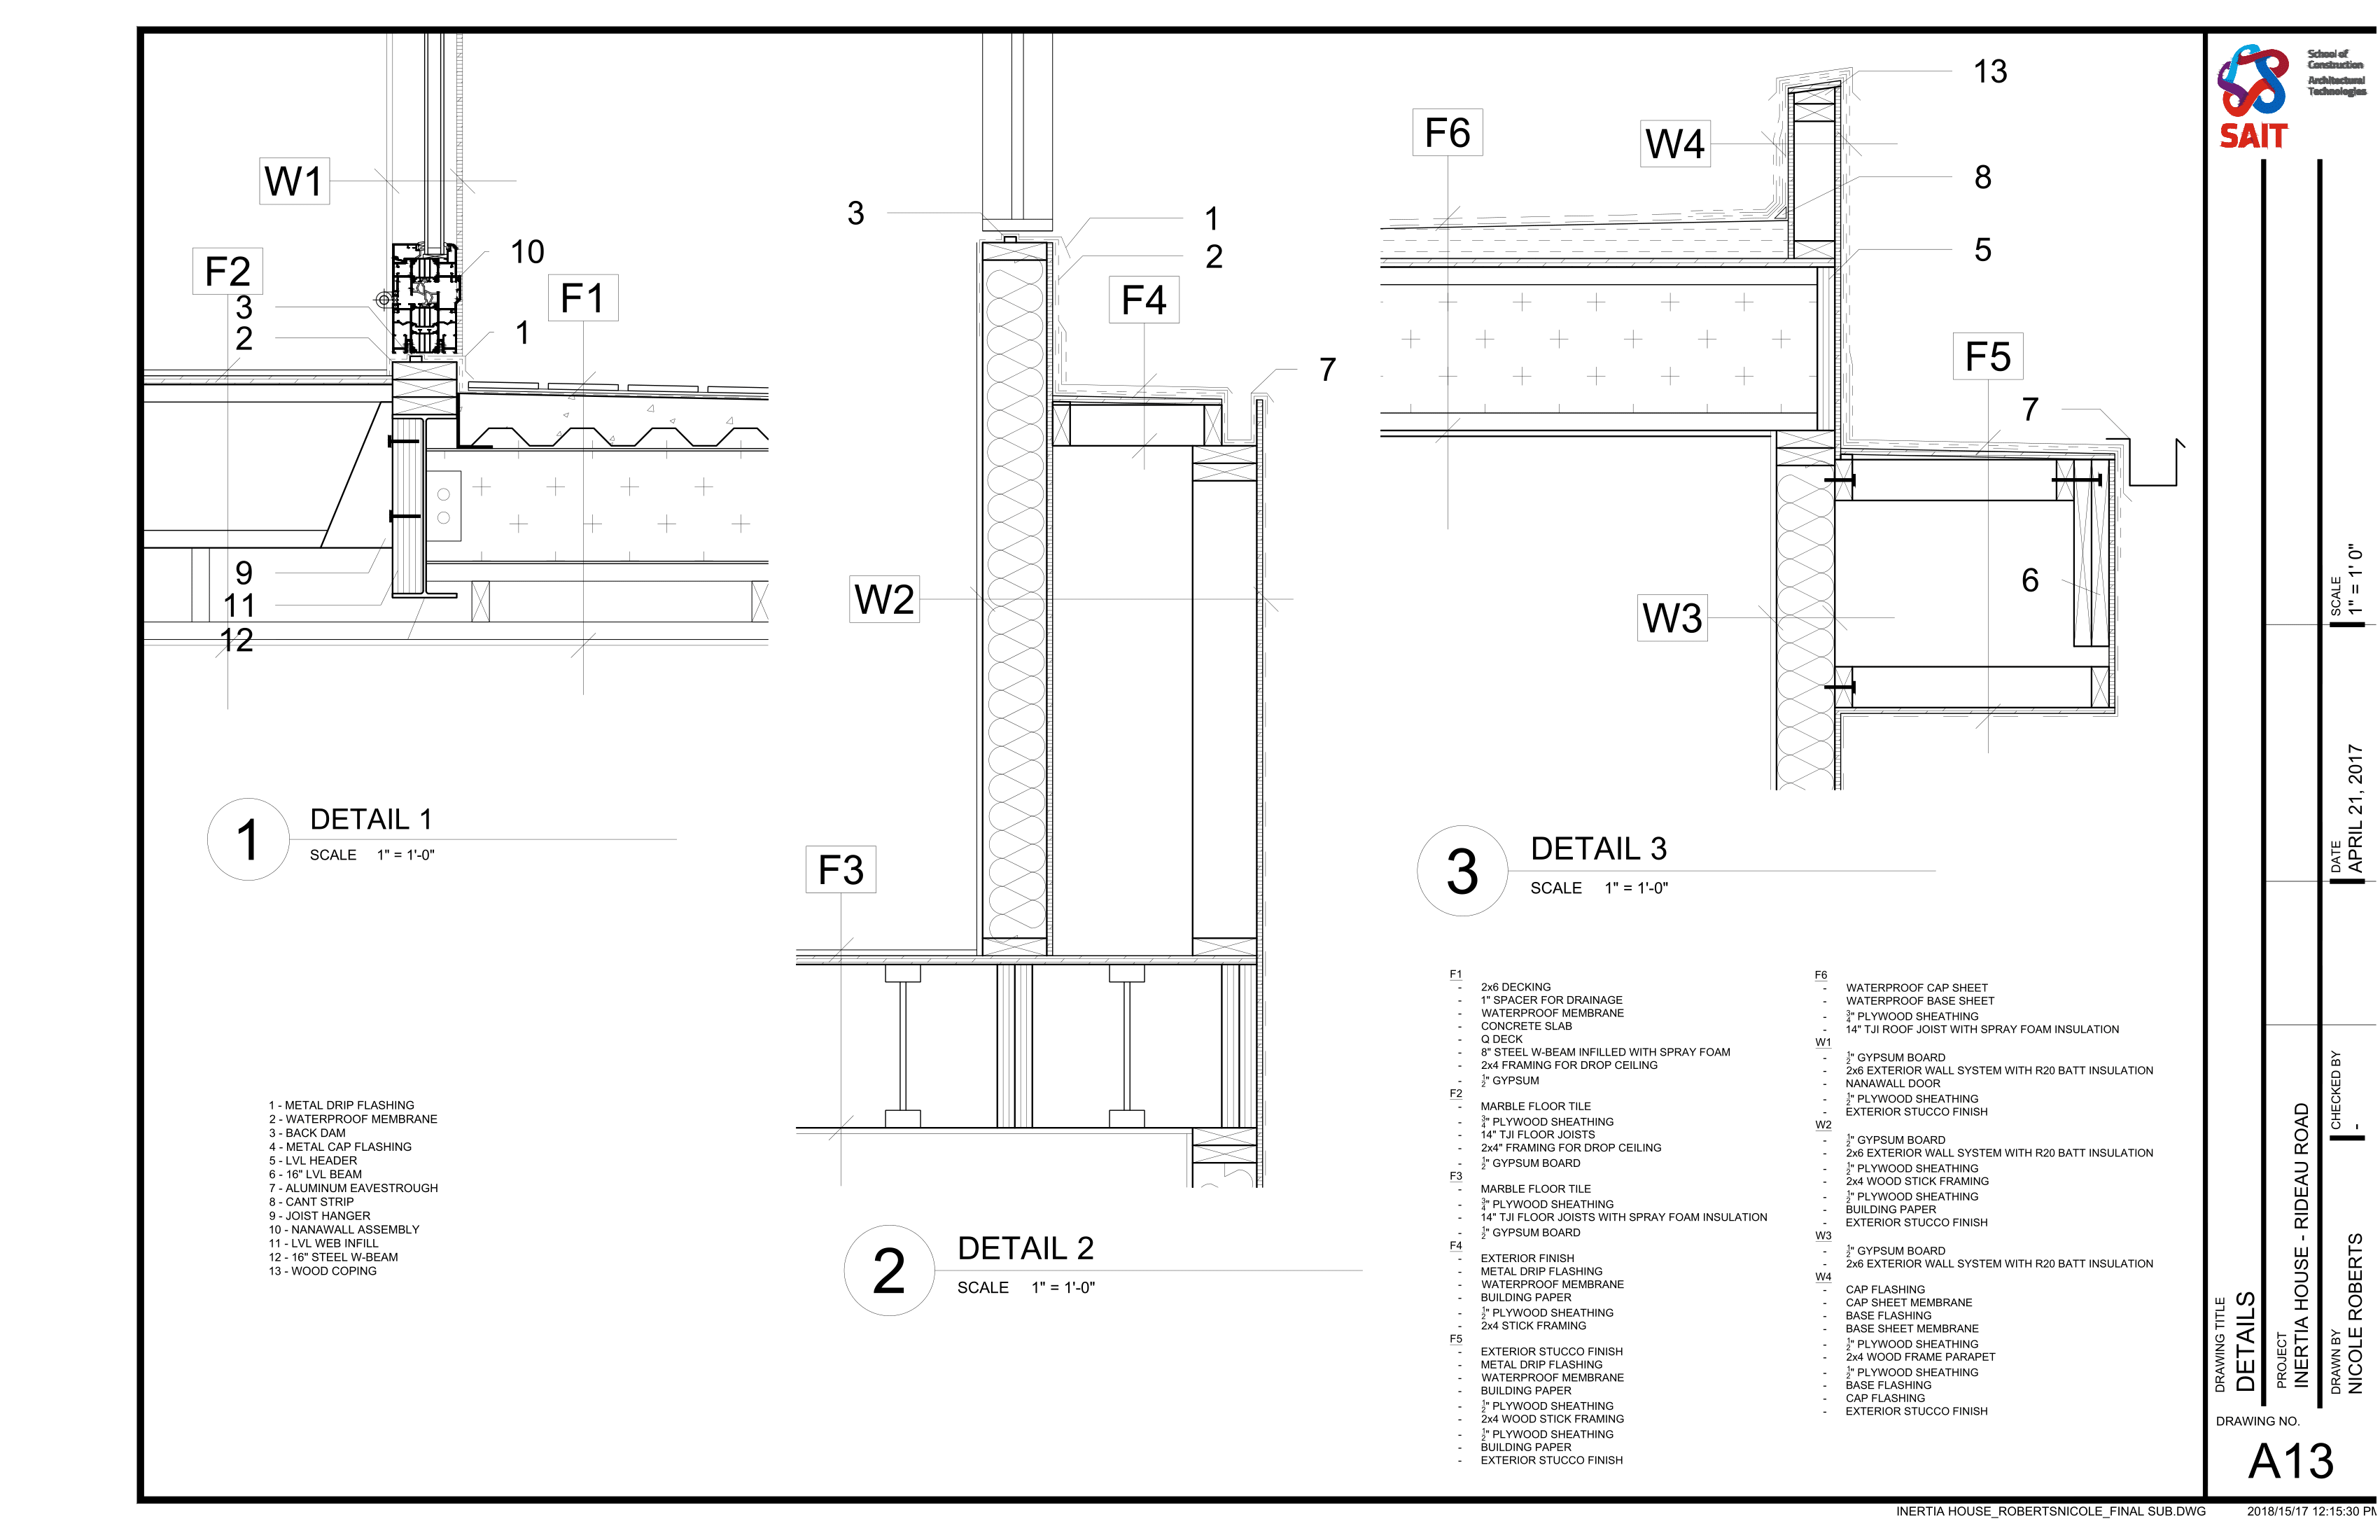 W1
F2
3
2
10
F1
1
9
11
12
1
DETAIL 1
SCALE 1" = 1'-0"
3
1
2
F4
7
W2
F3
2
DETAIL 2
SCALE 1" = 1'-0"
F6
W4
13
8
5
F5
7
6
W3
3
DETAIL 3
SCALE 1" = 1'-0"
1 - METAL DRIP FLASHING
2 - WATERPROOF MEMBRANE
3 - BACK DAM
4 - METAL CAP FLASHING
5 - LVL HEADER
6 - 16" LVL BEAM
7 - ALUMINUM EAVESTROUGH
8 - CANT STRIP
9 - JOIST HANGER
10 - NANAWALL ASSEMBLY
11 - LVL WEB INFILL
12 - 16" STEEL W-BEAM
13 - WOOD COPING
F1
- 2x6 DECKING
- 1" SPACER FOR DRAINAGE
- WATERPROOF MEMBRANE
- CONCRETE SLAB
- Q DECK
- 8" STEEL W-BEAM INFILLED WITH SPRAY FOAM
- 2x4 FRAMING FOR DROP CEILING
- 1/2" GYPSUM
F2
- MARBLE FLOOR TILE
- 3/4" PLYWOOD SHEATHING
- 14" TJI FLOOR JOISTS
- 2x4" FRAMING FOR DROP CEILING
- 1/2" GYPSUM BOARD
F3
- MARBLE FLOOR TILE
- 3/4" PLYWOOD SHEATHING
- 14" TJI FLOOR JOISTS WITH SPRAY FOAM INSULATION
- 1/2" GYPSUM BOARD
F4
- EXTERIOR FINISH
- METAL DRIP FLASHING
- WATERPROOF MEMBRANE
- BUILDING PAPER
- 1/2" PLYWOOD SHEATHING
- 2x4 STICK FRAMING
F5
- EXTERIOR STUCCO FINISH
- METAL DRIP FLASHING
- WATERPROOF MEMBRANE
- BUILDING PAPER
- 1/2" PLYWOOD SHEATHING
- 2x4 WOOD STICK FRAMING
- 1/2" PLYWOOD SHEATHING
- BUILDING PAPER
- EXTERIOR STUCCO FINISH
F6
- WATERPROOF CAP SHEET
- WATERPROOF BASE SHEET
- 3/4" PLYWOOD SHEATHING
- 14" TJI ROOF JOIST WITH SPRAY FOAM INSULATION
W1
- 1/2" GYPSUM BOARD
- 2x6 EXTERIOR WALL SYSTEM WITH R20 BATT INSULATION
- NANAWALL DOOR
- 1/2" PLYWOOD SHEATHING
- EXTERIOR STUCCO FINISH
W2
- 1/2" GYPSUM BOARD
- 2x6 EXTERIOR WALL SYSTEM WITH R20 BATT INSULATION
- 1/2" PLYWOOD SHEATHING
- 2x4 WOOD STICK FRAMING
- 1/2" PLYWOOD SHEATHING
- BUILDING PAPER
- EXTERIOR STUCCO FINISH
W3
- 1/2" GYPSUM BOARD
- 2x6 EXTERIOR WALL SYSTEM WITH R20 BATT INSULATION
W4
- CAP FLASHING
- CAP SHEET MEMBRANE
- BASE FLASHING
- BASE SHEET MEMBRANE
- 1/2" PLYWOOD SHEATHING
- 2x4 WOOD FRAME PARAPET
- 1/2" PLYWOOD SHEATHING
- BASE FLASHING
- CAP FLASHING
- EXTERIOR STUCCO FINISH
SAIT
School of
Construction
Architectural
Technologies
SCALE
1" = 1' 0"
DATE
APRIL 21, 2017
CHECKED BY
-
DRAWING TITLE
DETAILS
PROJECT
INERTIA HOUSE - RIDEAU ROAD
DRAWN BY
NICOLE ROBERTS
DRAWING NO.
A13
INERTIA HOUSE_ROBERTSNICOLE_FINAL SUB.DWG 2018/15/17 12:15:30